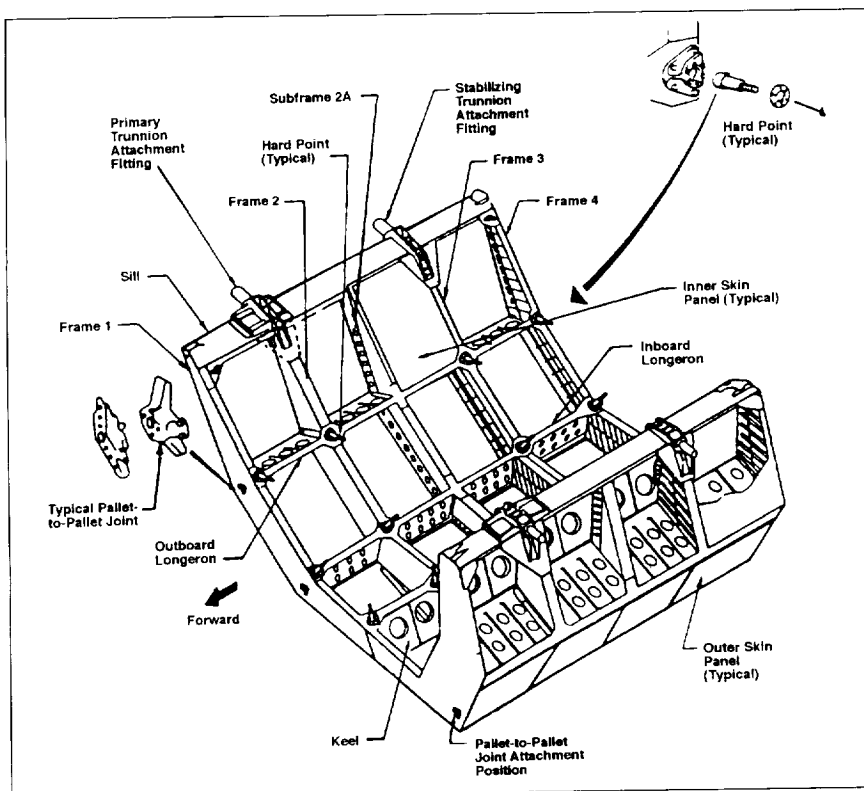 Primary
Trunnion
Attachment
Fitting
Subframe 2A
Hard Point
(Typical)
Stabilizing
Trunnion
Attachment
Fitting
Hard Point
(Typical)
Frame 2
Frame 3
Frame 4
Sill
Frame 1
Inner Skin
Panel (Typical)
Inboard
Longeron
Typical Pallet-
to-Pallet Joint
Outboard
Longeron
Forward
Outer Skin
Panel
(Typical)
Keel
Pallet-to-Pallet
Joint Attachment
Position